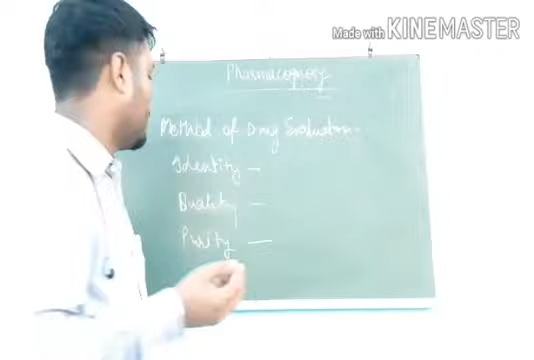 Made with KINEMASTER
Pharmacognosy
Method of Drug Evaluation
Identity –
Quality –
Purity –